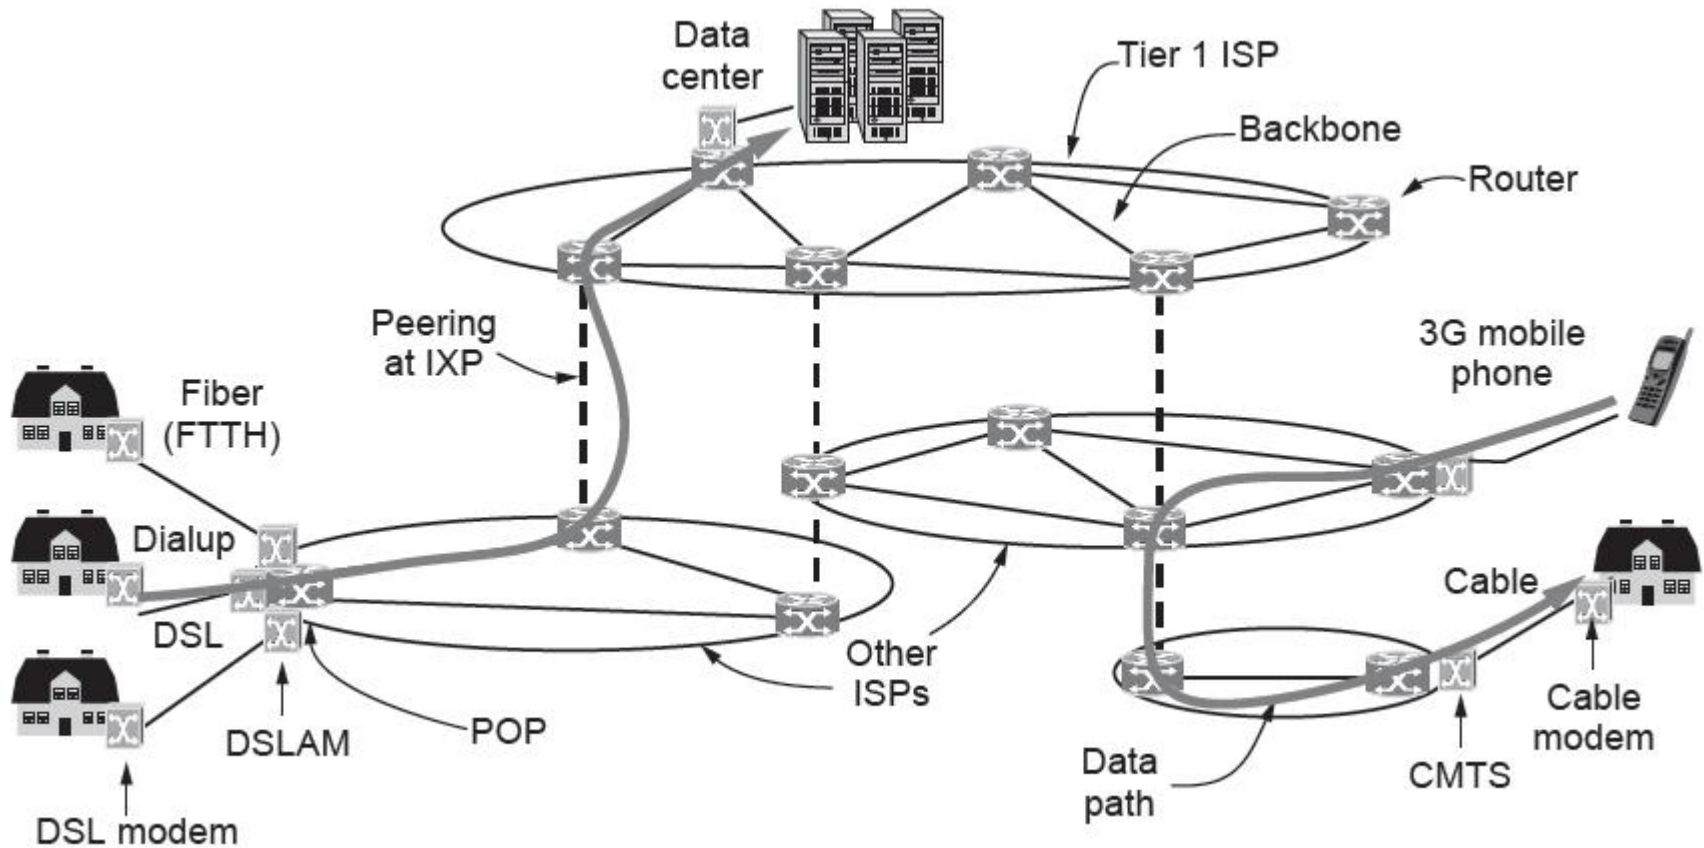 Data
center
Tier 1 ISP
Backbone
Router
Peering
at IXP
3G mobile
phone
Fiber
(FTTH)
Dialup
DSL
Cable
Other
ISPs
POP
DSLAM
DSL modem
Data
path
CMTS
Cable
modem